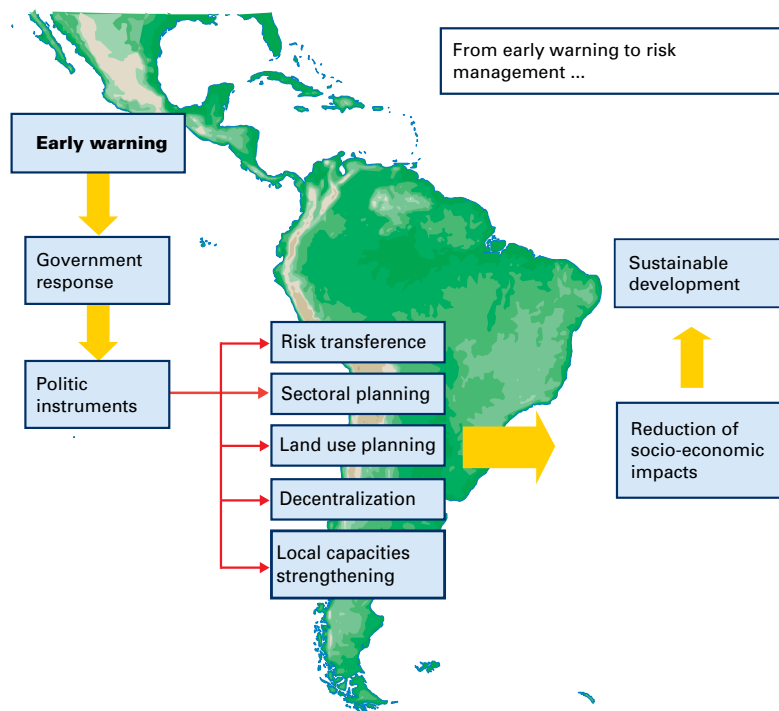 From early warning to risk
management ...
Early warning
Government
response
Politic
instruments
Risk transference
Sectoral planning
Land use planning
Decentralization
Local capacities
strengthening
Sustainable
development
Reduction of
socio-economic
impacts